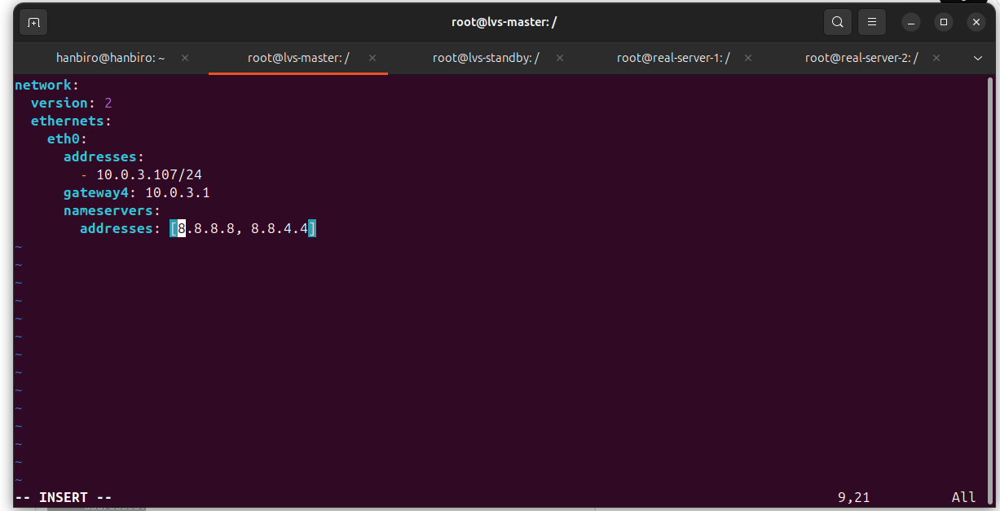 root@lvs-master: /
hanbiro@hanbiro: ~ × root@lvs-master: / × root@lvs-standby: / × root@real-server-1: / × root@real-server-2: / ×
network:
  version: 2
  ethernets:
    eth0:
      addresses:
        - 10.0.3.107/24
      gateway4: 10.0.3.1
      nameservers:
        addresses: [8.8.8.8, 8.8.4.4]
~
~
~
~
~
~
~
~
~
~
~
~
~
~
-- INSERT -- 9,21 All